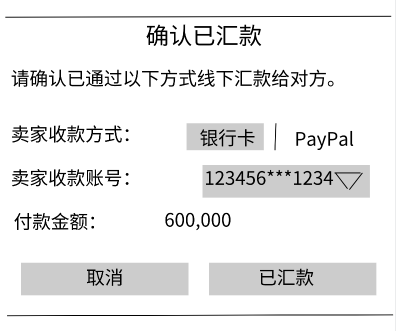 确认已汇款
请确认已通过以下方式线下汇款给对方。
卖家收款方式： 银行卡 | PayPal
卖家收款账号： 123456***1234
付款金额： 600,000
取消 已汇款